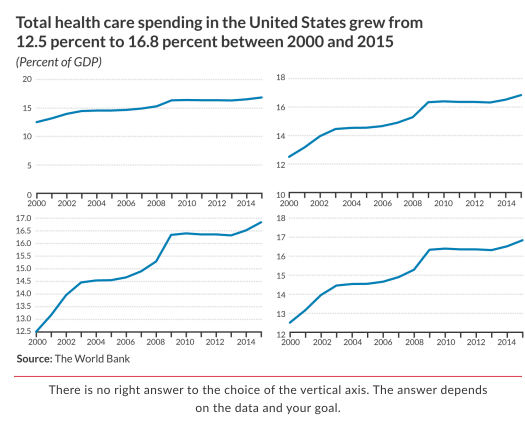 Total health care spending in the United States grew from
12.5 percent to 16.8 percent between 2000 and 2015
(Percent of GDP)
20
15
10
5
0
2000 2002 2004 2006 2008 2010 2012 2014
18
16
14
12
10
2000 2002 2004 2006 2008 2010 2012 2014
17.0
16.5
16.0
15.5
15.0
14.5
14.0
13.5
13.0
12.5
2000 2002 2004 2006 2008 2010 2012 2014
18
17
16
15
14
13
12
2000 2002 2004 2006 2008 2010 2012 2014
Source: The World Bank
There is no right answer to the choice of the vertical axis. The answer depends
on the data and your goal.